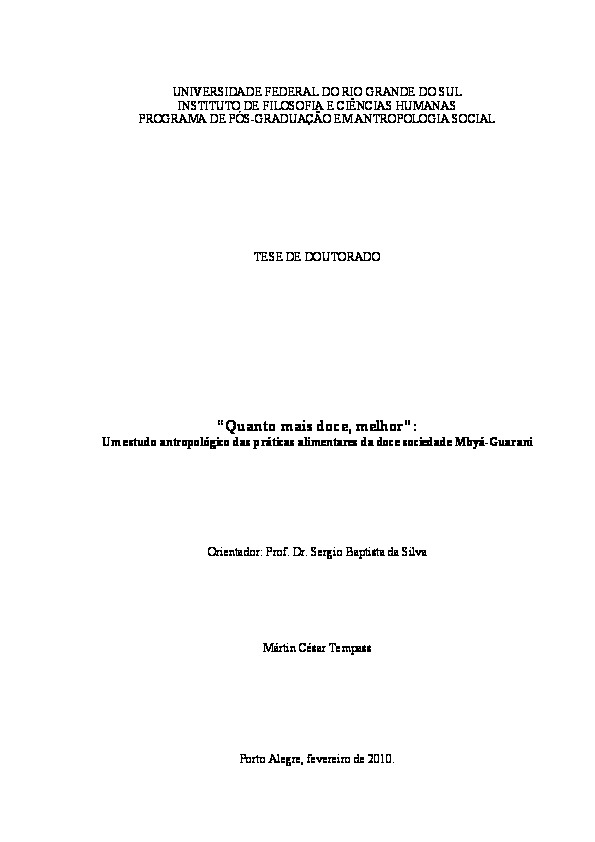 UNIVERSIDADE FEDERAL DO RIO GRANDE DO SUL
INSTITUTO DE FILOSOFIA E CIÊNCIAS HUMANAS
PROGRAMA DE PÓS-GRADUAÇÃO EM ANTROPOLOGIA SOCIAL
TESE DE DOUTORADO
“Quanto mais doce, melhor”:
Um estudo antropológico das práticas alimentares da doce sociedade Mbyá-Guarani
Orientador: Prof. Dr. Sergio Baptista da Silva
Mártin César Tempass
Porto Alegre, fevereiro de 2010.